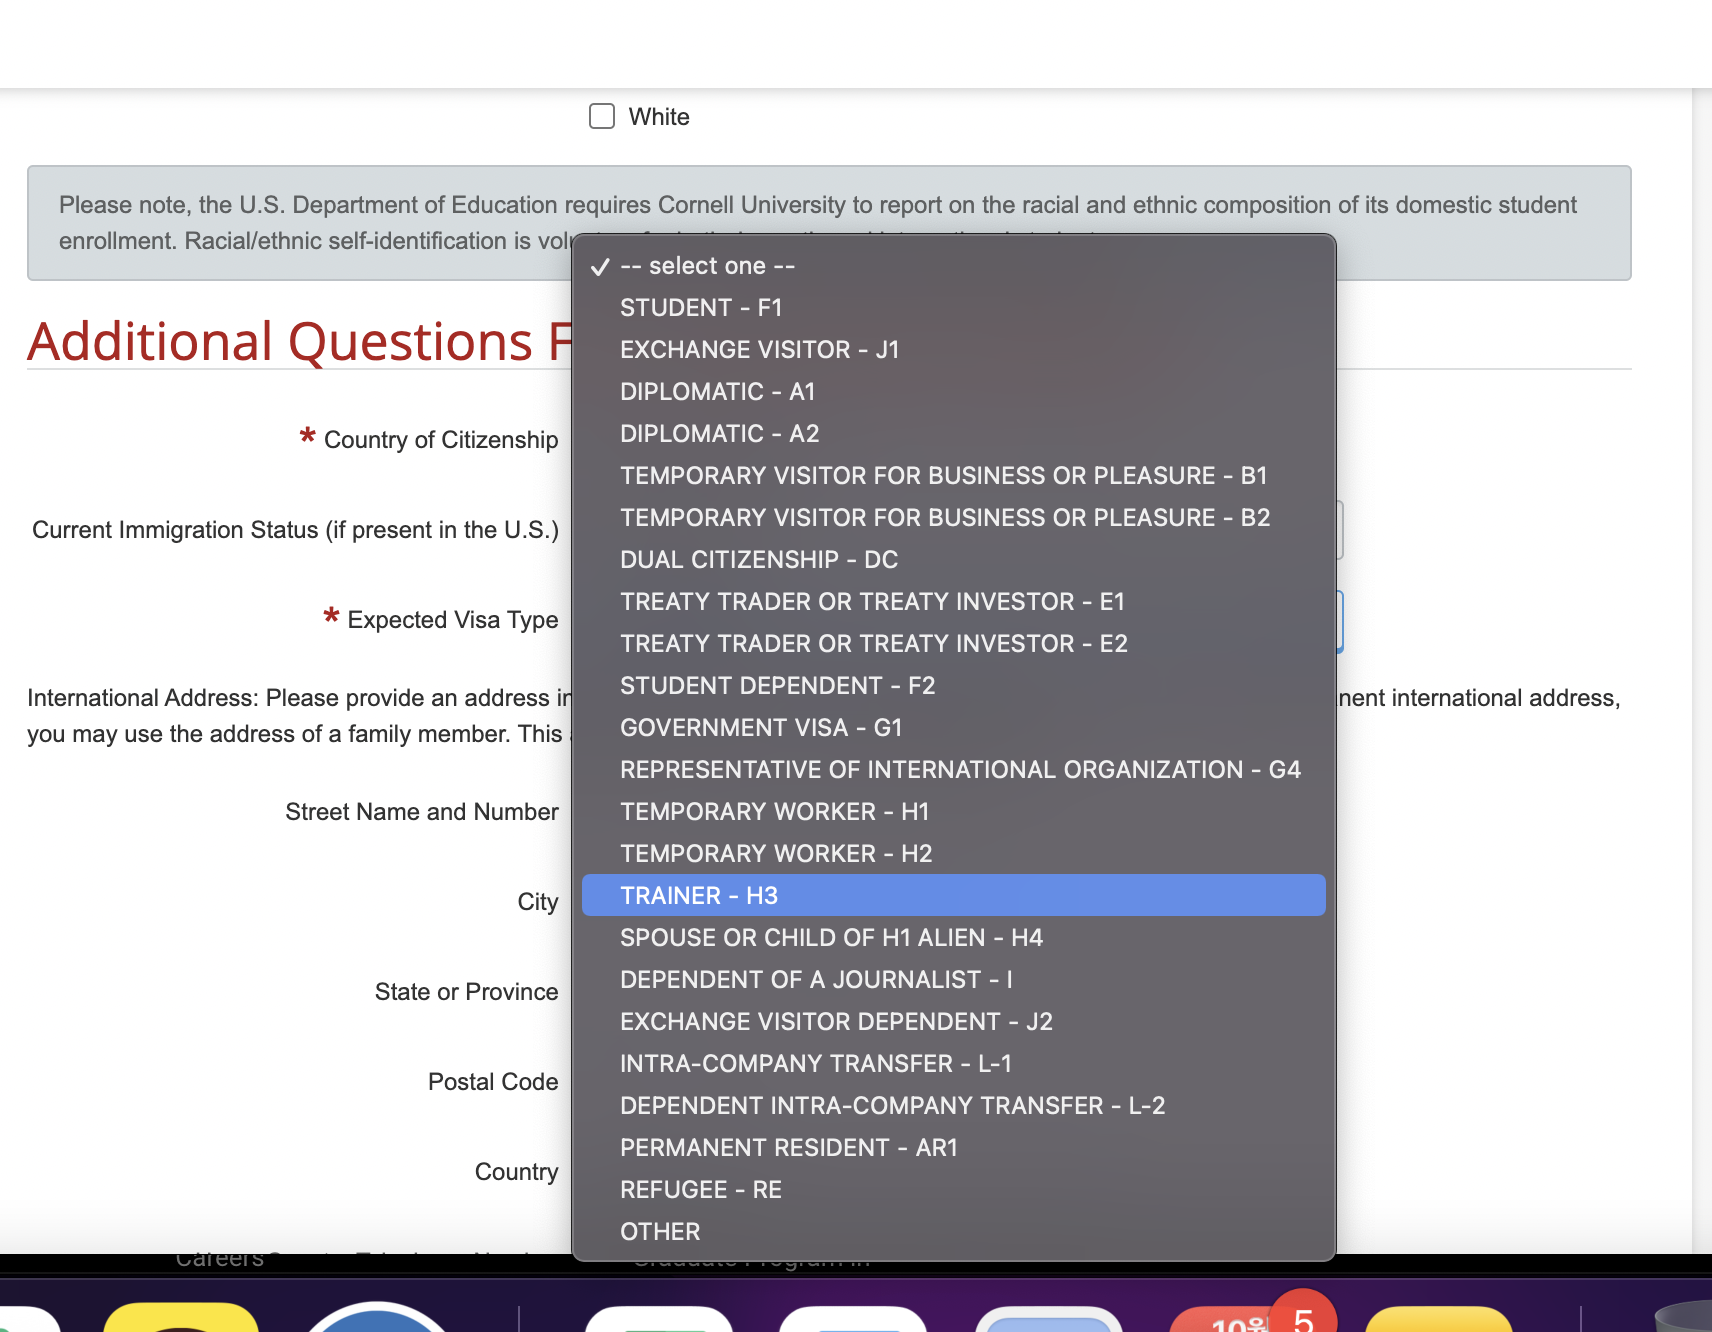 White
Please note, the U.S. Department of Education requires Cornell University to report on the racial and ethnic composition of its domestic student
enrollment. Racial/ethnic self-identification is
-- select one --
STUDENT - F1
Additional Questions
EXCHANGE VISITOR - J1
DIPLOMATIC - A1
* Country of Citizenship
DIPLOMATIC - A2
TEMPORARY VISITOR FOR BUSINESS OR PLEASURE - B1
Current Immigration Status (if present in the U.S.)
TEMPORARY VISITOR FOR BUSINESS OR PLEASURE - B2
DUAL CITIZENSHIP - DC
TREATY TRADER OR TREATY INVESTOR - E1
* Expected Visa Type
TREATY TRADER OR TREATY INVESTOR - E2
STUDENT DEPENDENT - F2
International Address: Please provide an address in
nent international address,
you may use the address of a family member. This
GOVERNMENT VISA - G1
REPRESENTATIVE OF INTERNATIONAL ORGANIZATION - G4
Street Name and Number
TEMPORARY WORKER - H1
TEMPORARY WORKER - H2
City
TRAINER - H3
SPOUSE OR CHILD OF H1 ALIEN - H4
State or Province
DEPENDENT OF A JOURNALIST - I
EXCHANGE VISITOR DEPENDENT - J2
Postal Code
INTRA-COMPANY TRANSFER - L-1
DEPENDENT INTRA-COMPANY TRANSFER - L-2
Country
PERMANENT RESIDENT - AR1
REFUGEE - RE
OTHER
Careers
10월
5